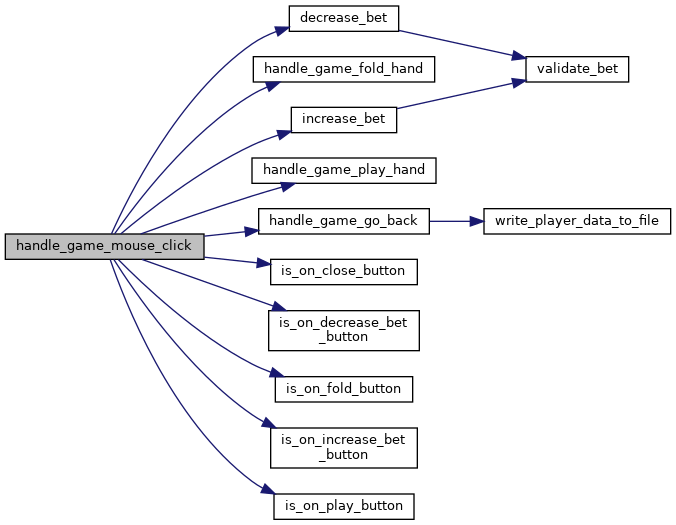 decrease_bet
handle_game_fold_hand
validate_bet
increase_bet
handle_game_play_hand
handle_game_go_back
write_player_data_to_file
handle_game_mouse_click
is_on_close_button
is_on_decrease_bet
_button
is_on_fold_button
is_on_increase_bet
_button
is_on_play_button